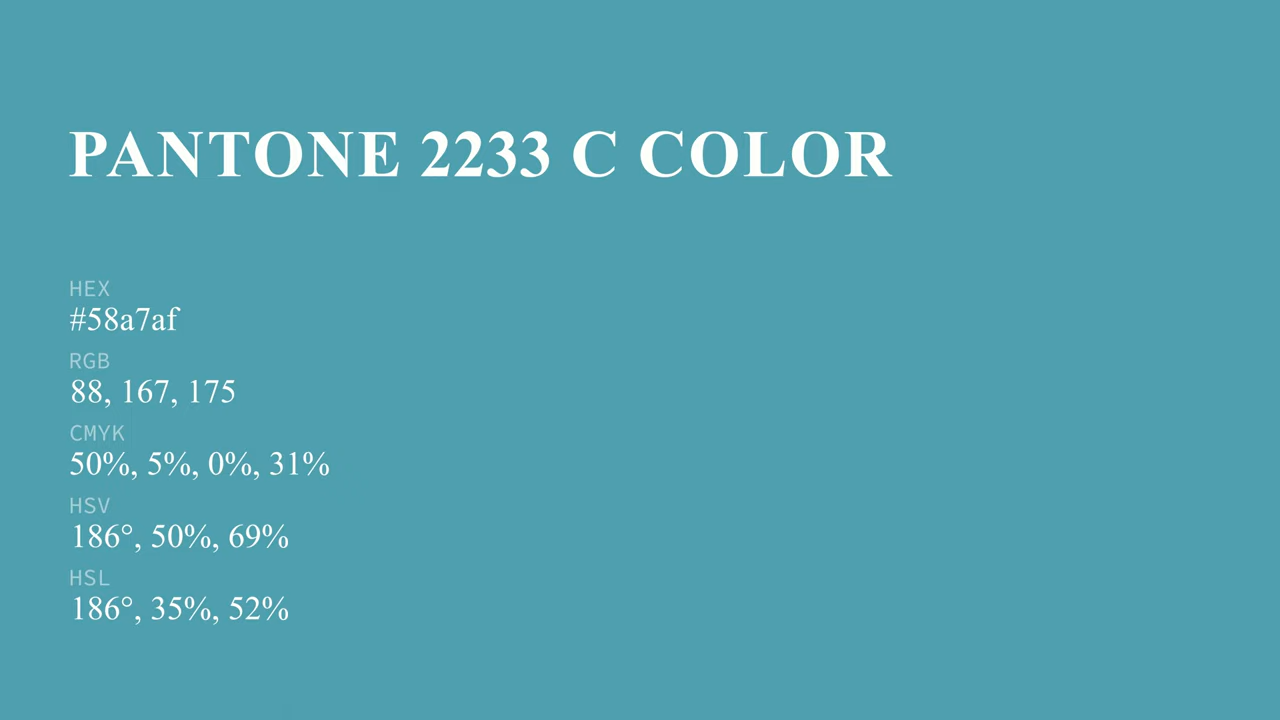 PANTONE 2233 C COLOR
HEX
#58a7af
RGB
88, 167, 175
CMYK
50%, 5%, 0%, 31%
HSV
186°, 50%, 69%
HSL
186°, 35%, 52%